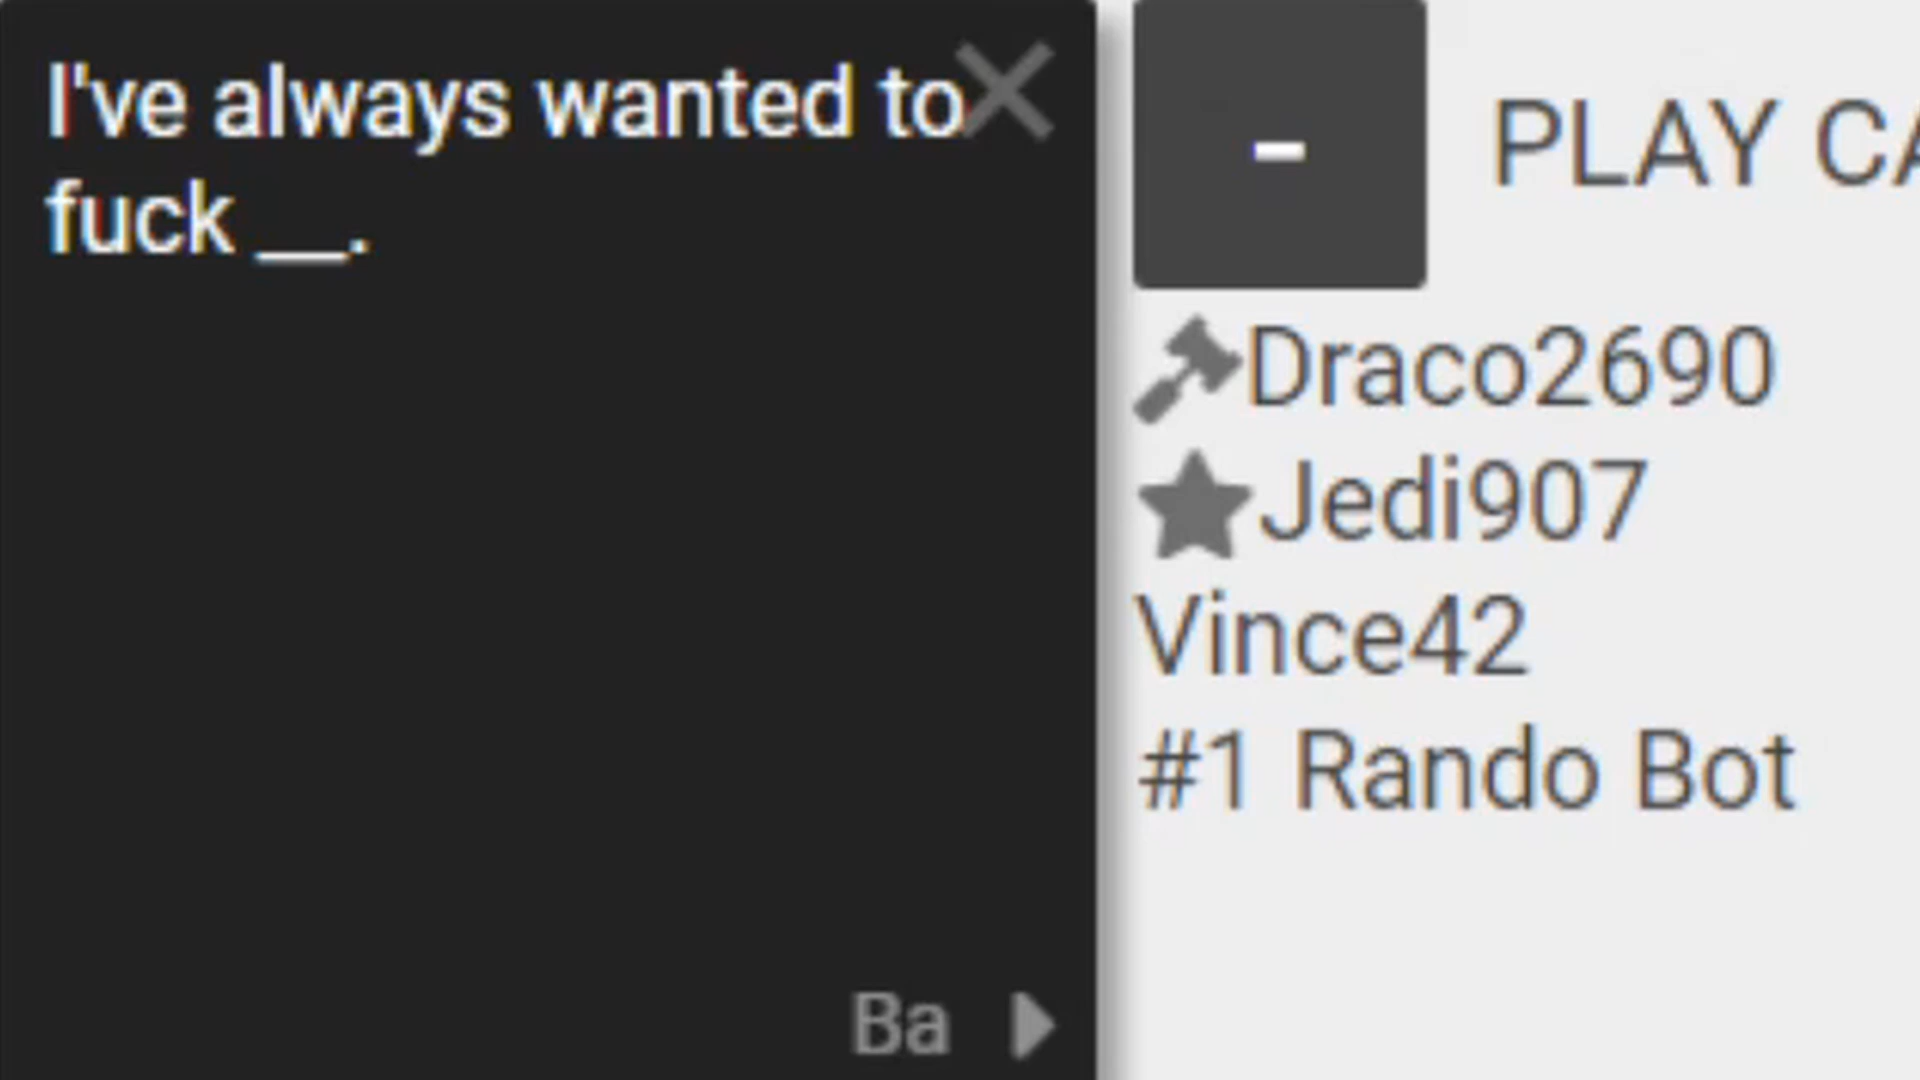 I've always wanted to
fuck __.
Ba
-
PLAY CA
Draco2690
Jedi907
Vince42
#1 Rando Bot